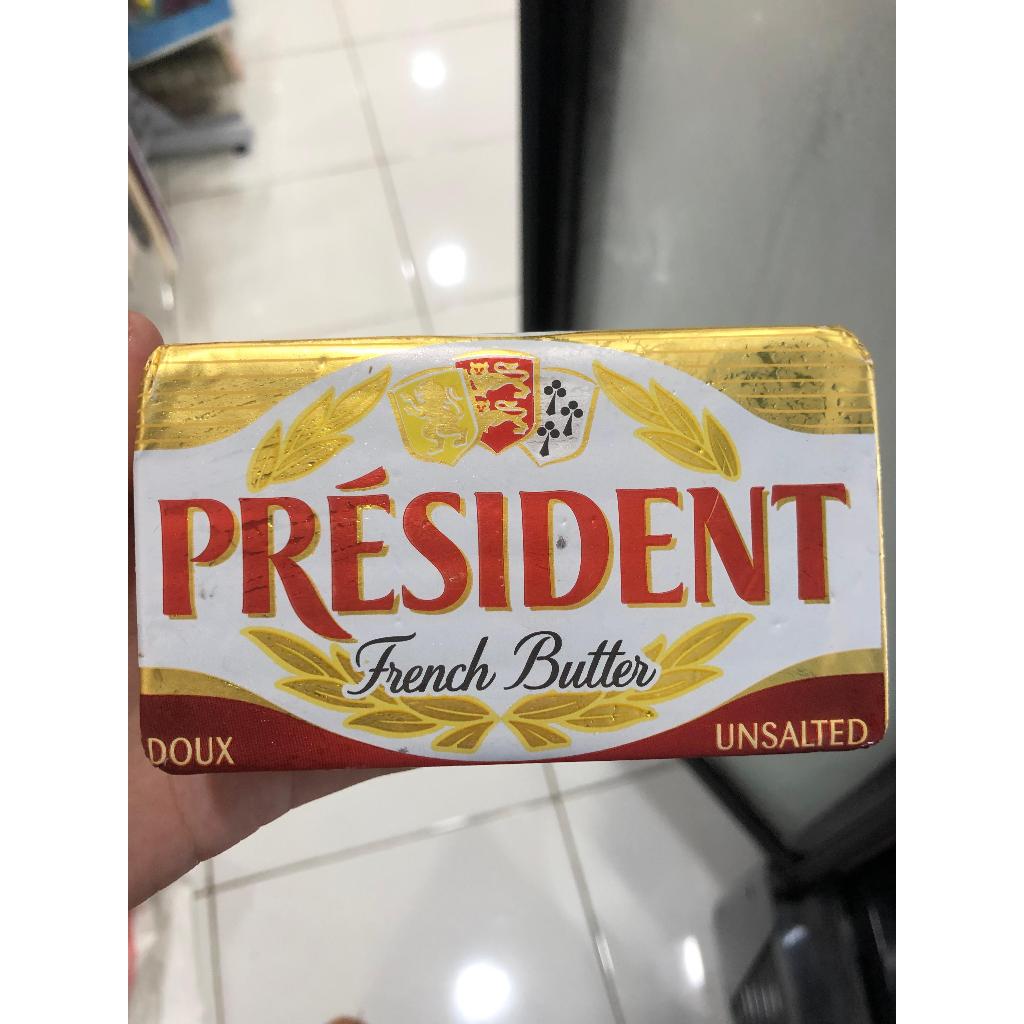 PRÉSIDENT
French Butter
DOUX
UNSALTED